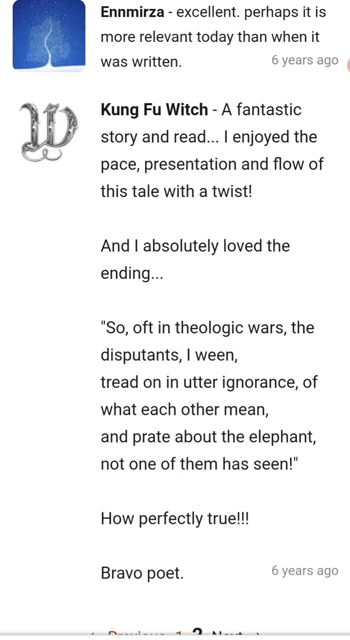 Ennmirza - excellent. perhaps it is
more relevant today than when it
was written.
6 years ago
Kung Fu Witch - A fantastic
story and read... I enjoyed the
pace, presentation and flow of
this tale with a twist!
And I absolutely loved the
ending...
"So, oft in theologic wars, the
disputants, I ween,
tread on in utter ignorance, of
what each other mean,
and prate about the elephant,
not one of them has seen!"
How perfectly true!!!
Bravo poet.
6 years ago
Previous 1 2 Next